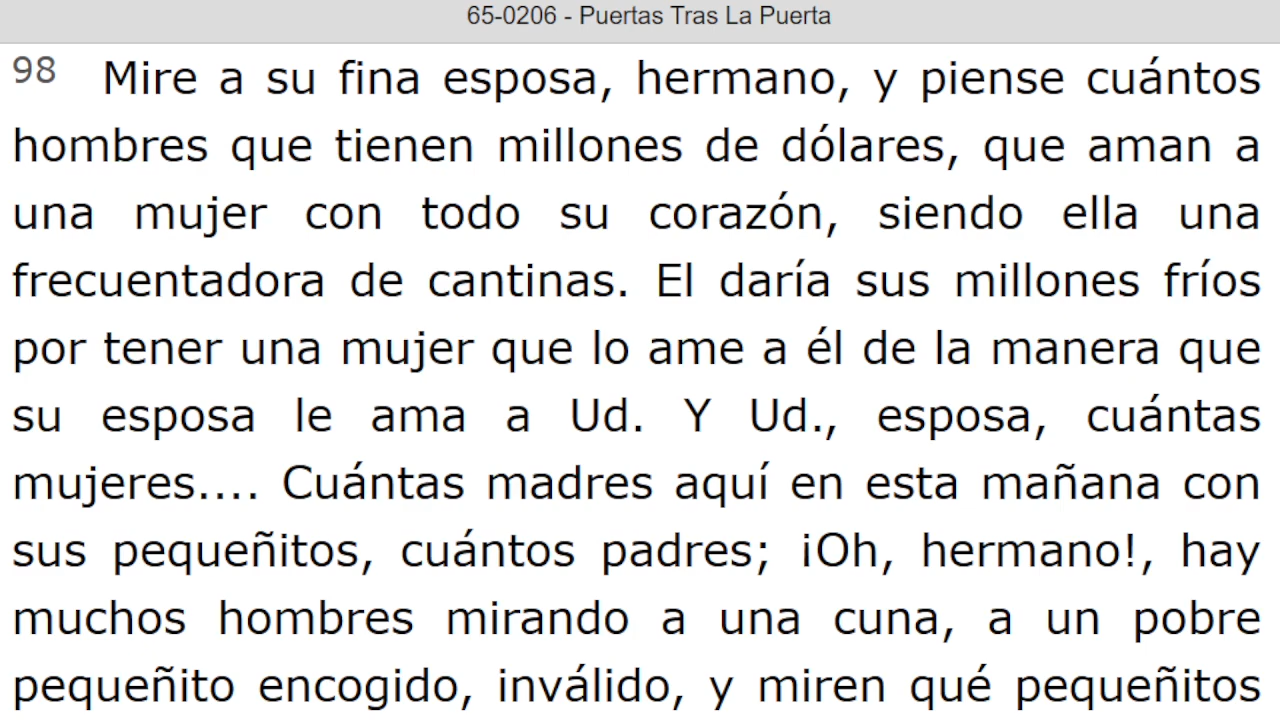 65-0206 - Puertas Tras La Puerta
98 Mire a su fina esposa, hermano, y piense cuántos
hombres que tienen millones de dólares, que aman a
una mujer con todo su corazón, siendo ella una
frecuentadora de cantinas. El daría sus millones fríos
por tener una mujer que lo ame a él de la manera que
su esposa le ama a Ud. Y Ud., esposa, cuántas
mujeres.... Cuántas madres aquí en esta mañana con
sus pequeñitos, cuántos padres; ¡Oh, hermano!, hay
muchos hombres mirando a una cuna, a un pobre
pequeñito encogido, inválido, y miren qué pequeñitos